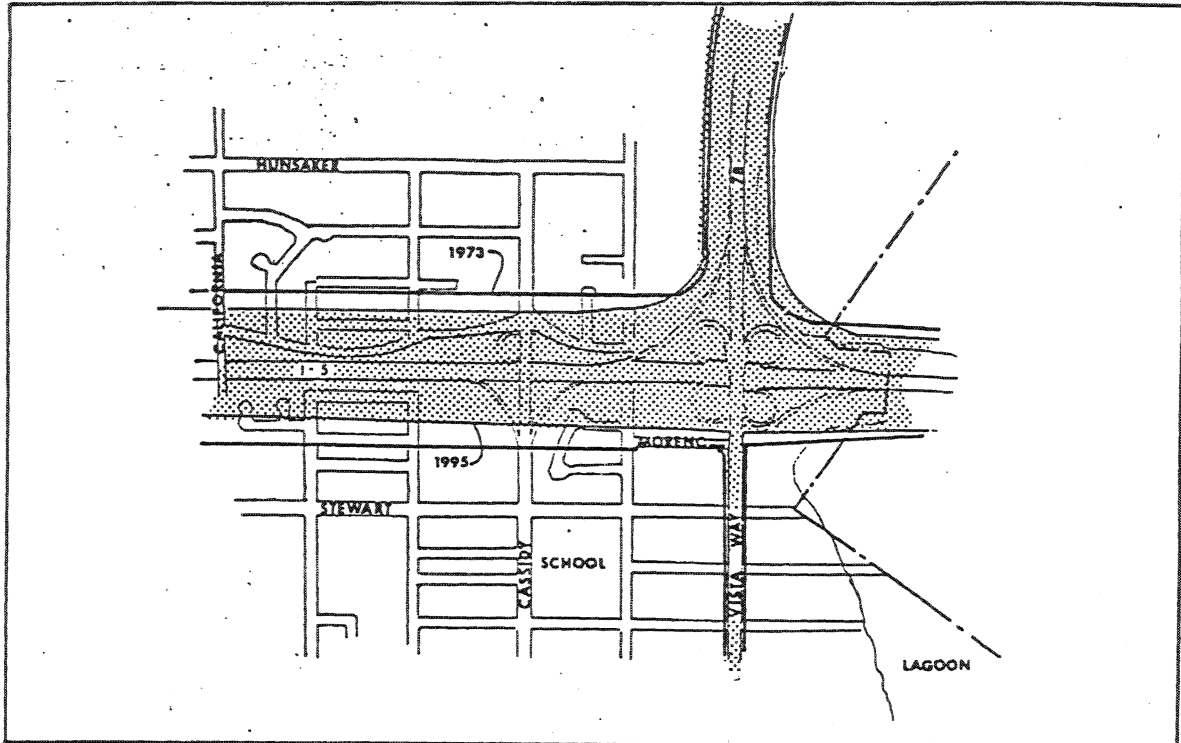 HUNSAKER
78
1973
CALIFORNIA
I-5
MORENO
1995
STEWART
CASSIDY
SCHOOL
VISTA WAY
LAGOON